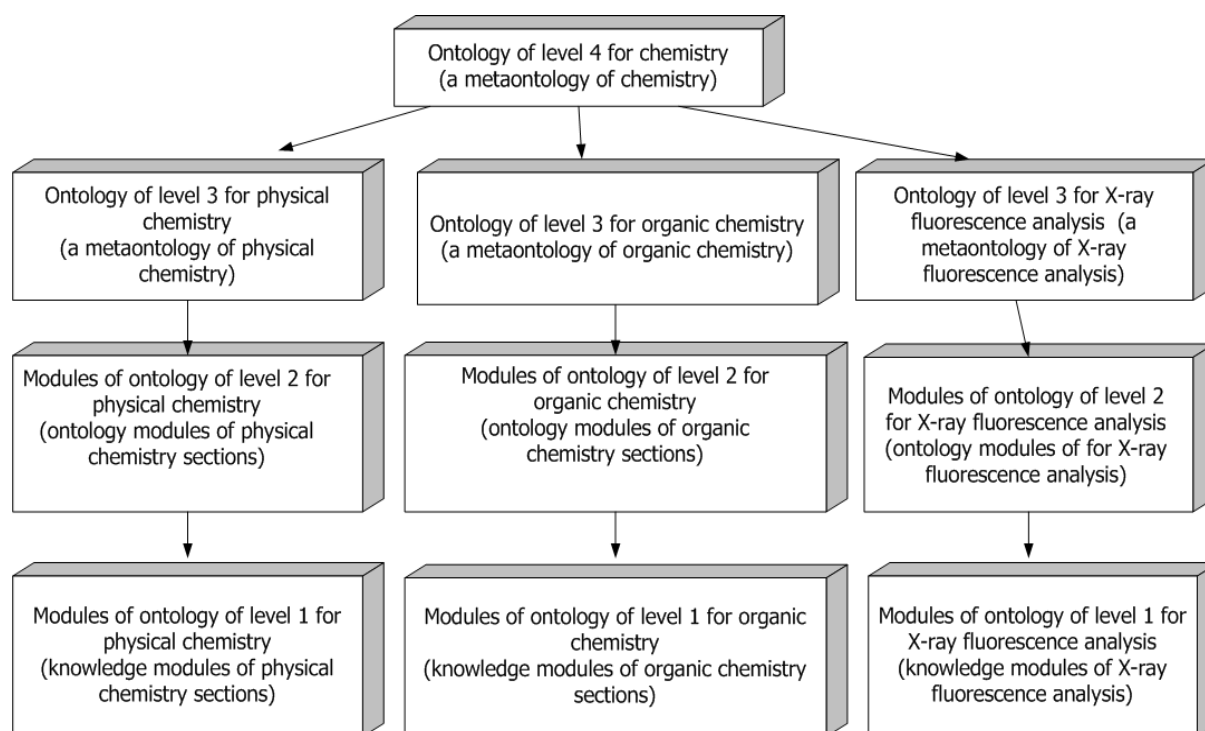 Ontology of level 4 for chemistry
(a metaontology of chemistry)
Ontology of level 3 for physical
chemistry
(a metaontology of physical
chemistry)
Ontology of level 3 for organic chemistry
(a metaontology of organic chemistry)
Ontology of level 3 for X-ray
fluorescence analysis (a
metaontology of X-ray
fluorescence analysis)
Modules of ontology of level 2 for
physical chemistry
(ontology modules of physical
chemistry sections)
Modules of ontology of level 2 for
organic chemistry
(ontology modules of organic
chemistry sections)
Modules of ontology of level 2
for X-ray fluorescence analysis
(ontology modules of for X-ray
fluorescence analysis)
Modules of ontology of level 1 for
physical chemistry
(knowledge modules of physical
chemistry sections)
Modules of ontology of level 1 for organic
chemistry
(knowledge modules of organic chemistry
sections)
Modules of ontology of level 1 for
X-ray fluorescence analysis
(knowledge modules of X-ray
fluorescence analysis)